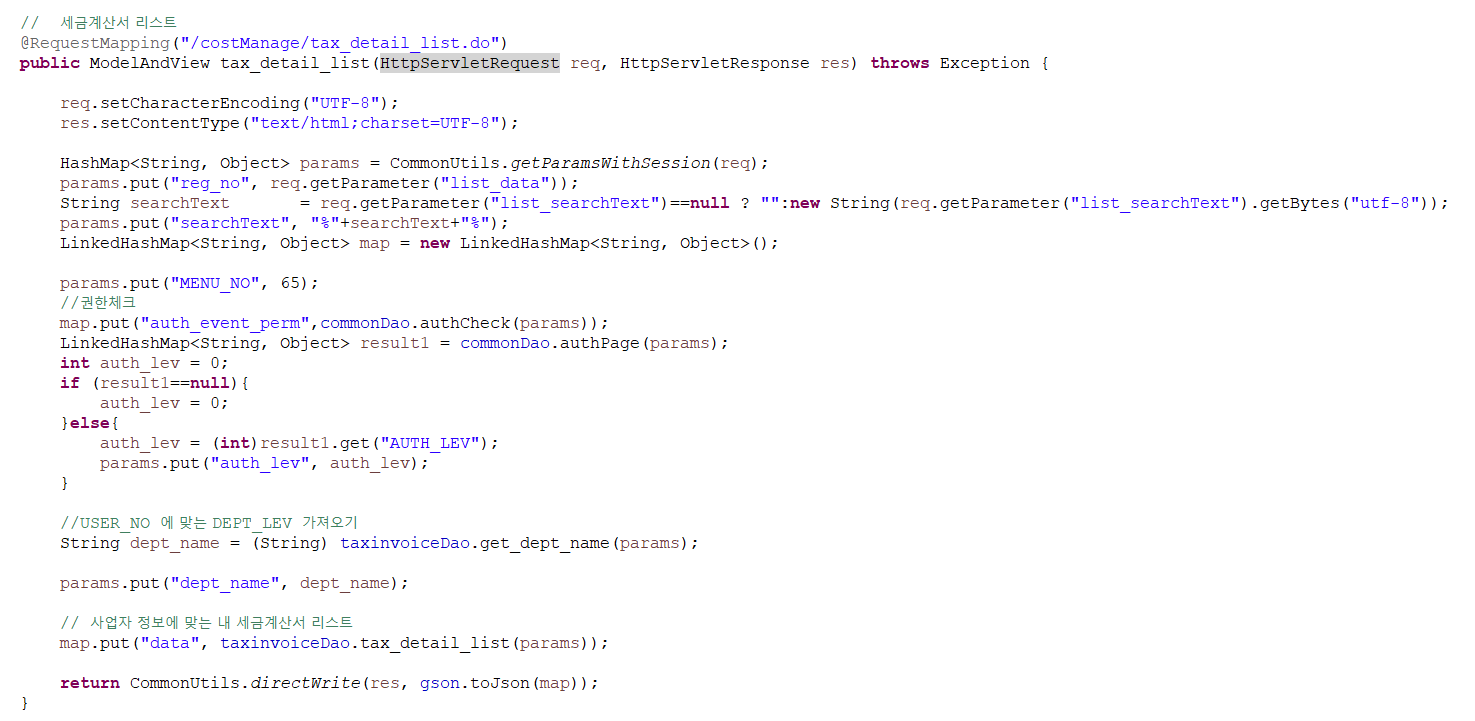 //  세금계산서 리스트
@RequestMapping("/costManage/tax_detail_list.do")
public ModelAndView tax_detail_list(HttpServletRequest req, HttpServletResponse res) throws Exception {
req.setCharacterEncoding("UTF-8");
res.setContentType("text/html;charset=UTF-8");
HashMap<String, Object> params = CommonUtils.getParamsWithSession(req);
params.put("reg_no", req.getParameter("list_data"));
String searchText       = req.getParameter("list_searchText")==null ? "":new String(req.getParameter("list_searchText").getBytes("utf-8"));
params.put("searchText", "%"+searchText+"%");
LinkedHashMap<String, Object> map = new LinkedHashMap<String, Object>();
params.put("MENU_NO", 65);
//권한체크
map.put("auth_event_perm",commonDao.authCheck(params));
LinkedHashMap<String, Object> result1 = commonDao.authPage(params);
int auth_lev = 0;
if (result1==null){
auth_lev = 0;
}else{
auth_lev = (int)result1.get("AUTH_LEV");
params.put("auth_lev", auth_lev);
}
//USER_NO 에 맞는 DEPT_LEV 가져오기
String dept_name = (String) taxinvoiceDao.get_dept_name(params);
params.put("dept_name", dept_name);
// 사업자 정보에 맞는 내 세금계산서 리스트
map.put("data", taxinvoiceDao.tax_detail_list(params));
return CommonUtils.directWrite(res, gson.toJson(map));
}